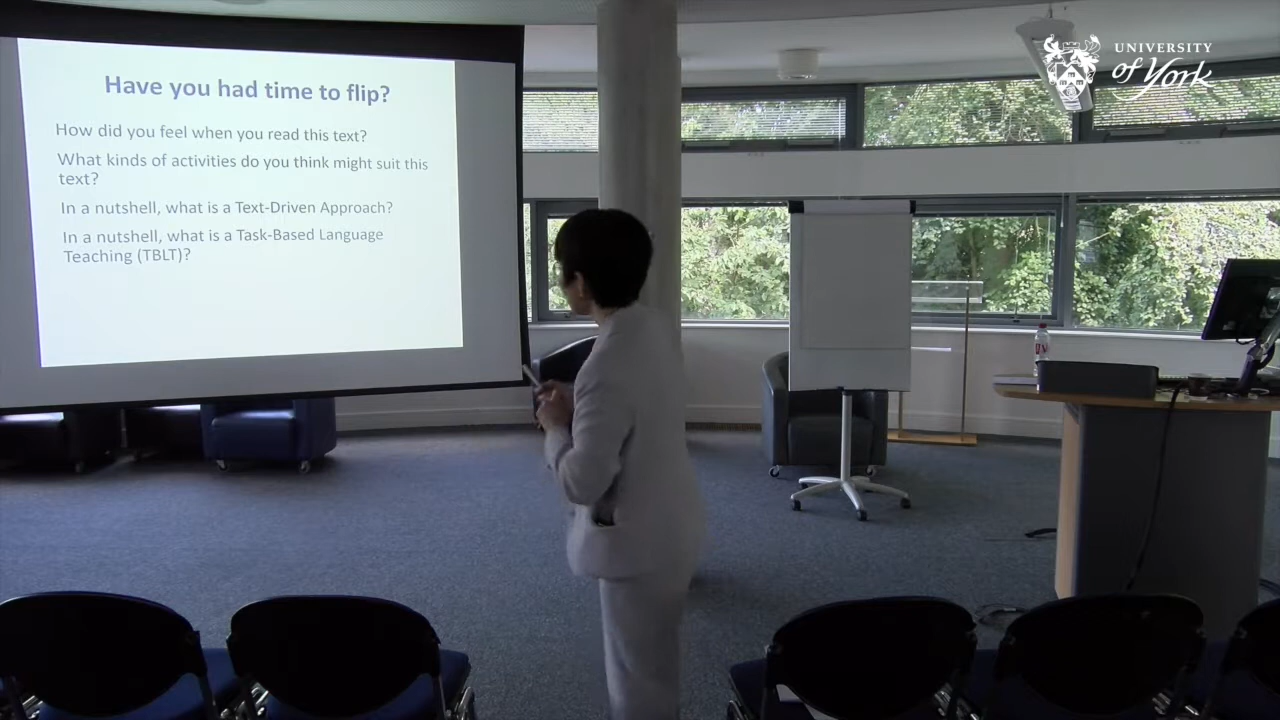 Have you had time to flip?
How did you feel when you read this text?
What kinds of activities do you think might suit this
text?
In a nutshell, what is a Text-Driven Approach?
In a nutshell, what is a Task-Based Language
Teaching (TBLT)?
UNIVERSITY
of York